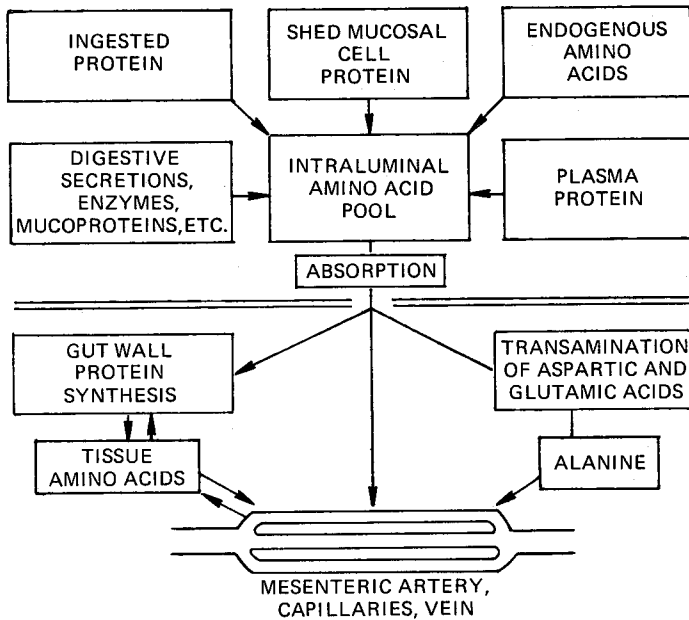 INGESTED
PROTEIN
SHED MUCOSAL
CELL
PROTEIN
ENDOGENOUS
AMINO
ACIDS
DIGESTIVE
SECRETIONS,
ENZYMES,
MUCOPROTEINS,ETC.
INTRALUMINAL
AMINO ACID
POOL
PLASMA
PROTEIN
ABSORPTION
GUT WALL
PROTEIN
SYNTHESIS
TRANSAMINATION
OF ASPARTIC AND
GLUTAMIC ACIDS
TISSUE
AMINO ACIDS
ALANINE
MESENTERIC ARTERY,
CAPILLARIES, VEIN